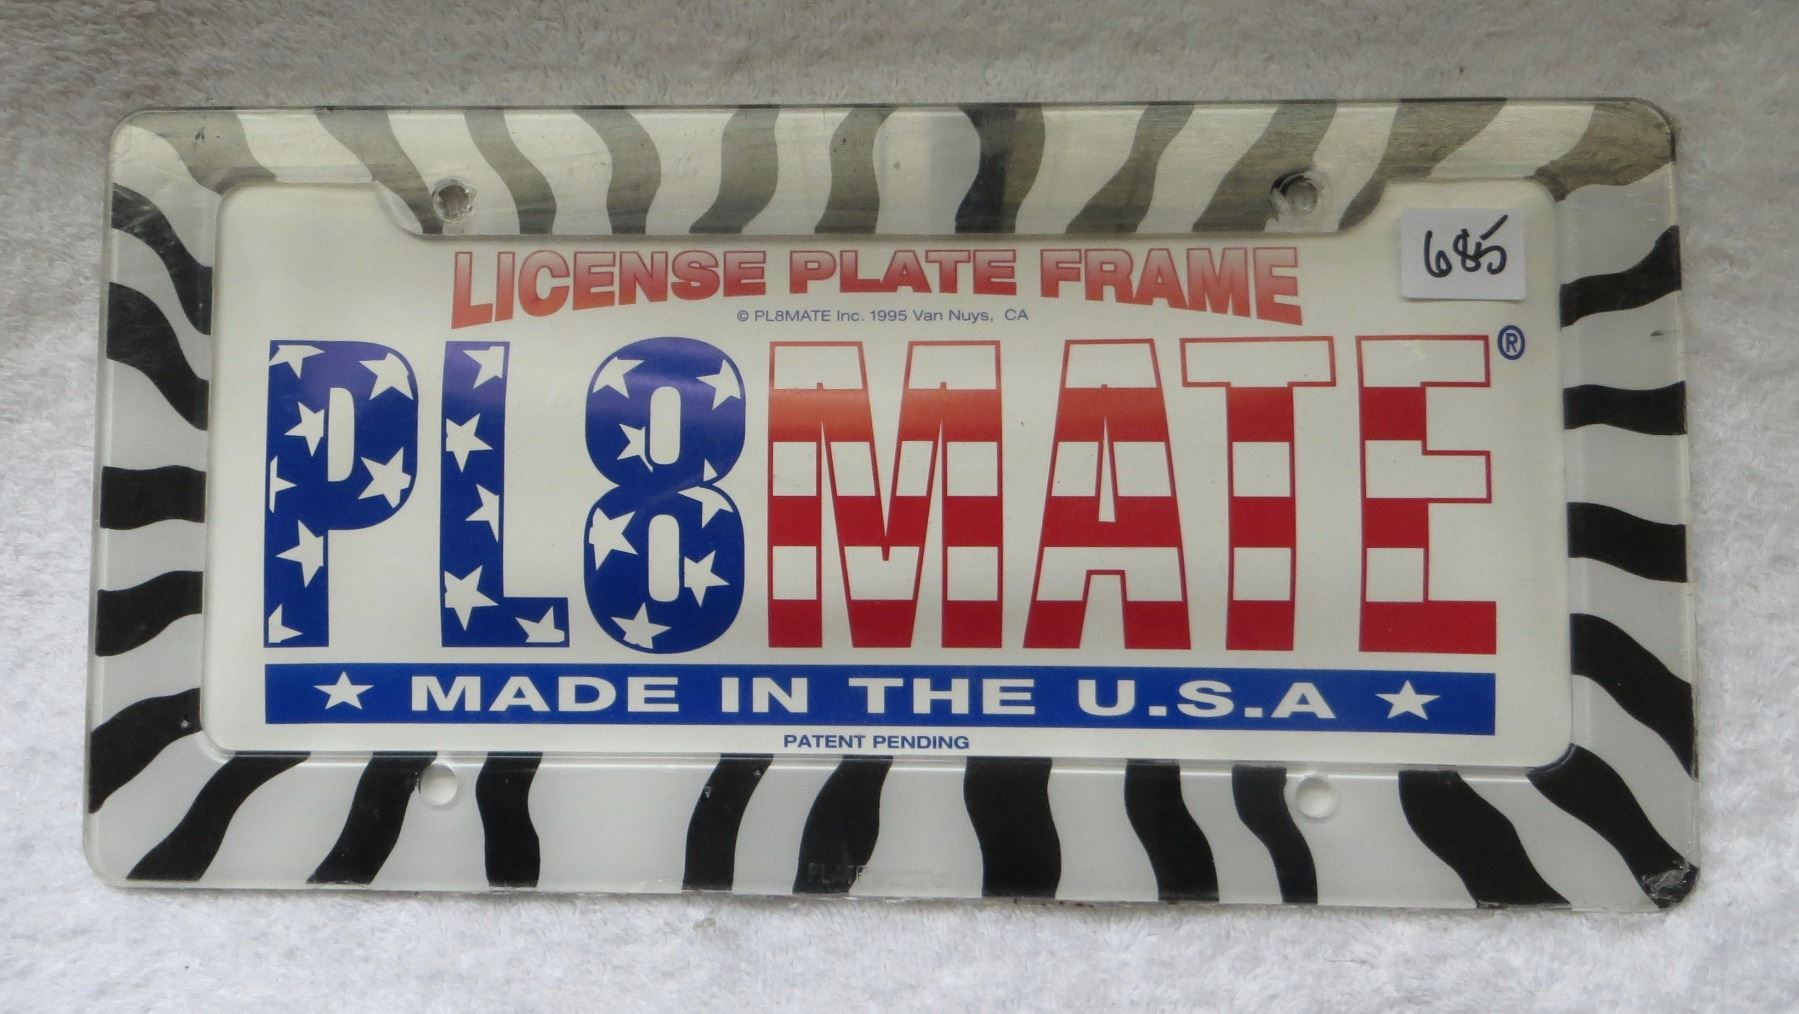 LICENSE PLATE FRAME
685
© PL8MATE Inc. 1995 Van Nuys, CA
PL8MATE®
★ MADE IN THE U.S.A ★
PATENT PENDING